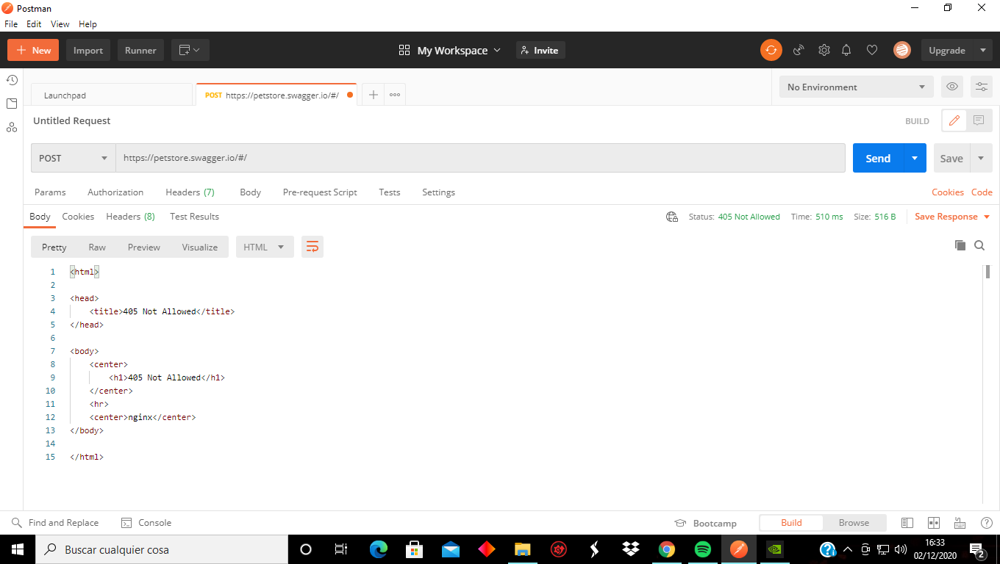 Postman
File Edit View Help
New Import Runner My Workspace Invite Upgrade
Launchpad POST https://petstore.swagger.io/#/ No Environment
Untitled Request BUILD
POST https://petstore.swagger.io/#/ Send Save
Params Authorization Headers (7) Body Pre-request Script Tests Settings Cookies Code
Body Cookies Headers (8) Test Results Status: 405 Not Allowed Time: 510 ms Size: 516 B Save Response
Pretty Raw Preview Visualize HTML
1 <html>
2
3 <head>
4 <title>405 Not Allowed</title>
5 </head>
6
7 <body>
8 <center>
9 <h1>405 Not Allowed</h1>
10 </center>
11 <hr>
12 <center>nginx</center>
13 </body>
14
15 </html>
Find and Replace Console Bootcamp Build Browse
Buscar cualquier cosa 16:33
02/12/2020 2